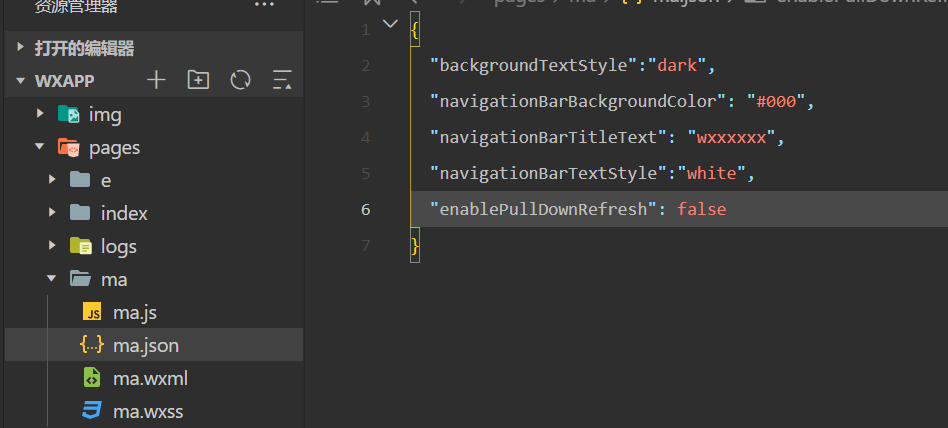 资源管理器
打开的编辑器
WXAPP
img
pages
e
index
logs
ma
ma.js
ma.json
ma.wxml
ma.wxss
pages
ma
ma.json
enablePullDownRefr
1 {
2 "backgroundTextStyle":"dark",
3 "navigationBarBackgroundColor": "#000",
4 "navigationBarTitleText": "wxxxxxx",
5 "navigationBarTextStyle":"white",
6 "enablePullDownRefresh": false
7 }